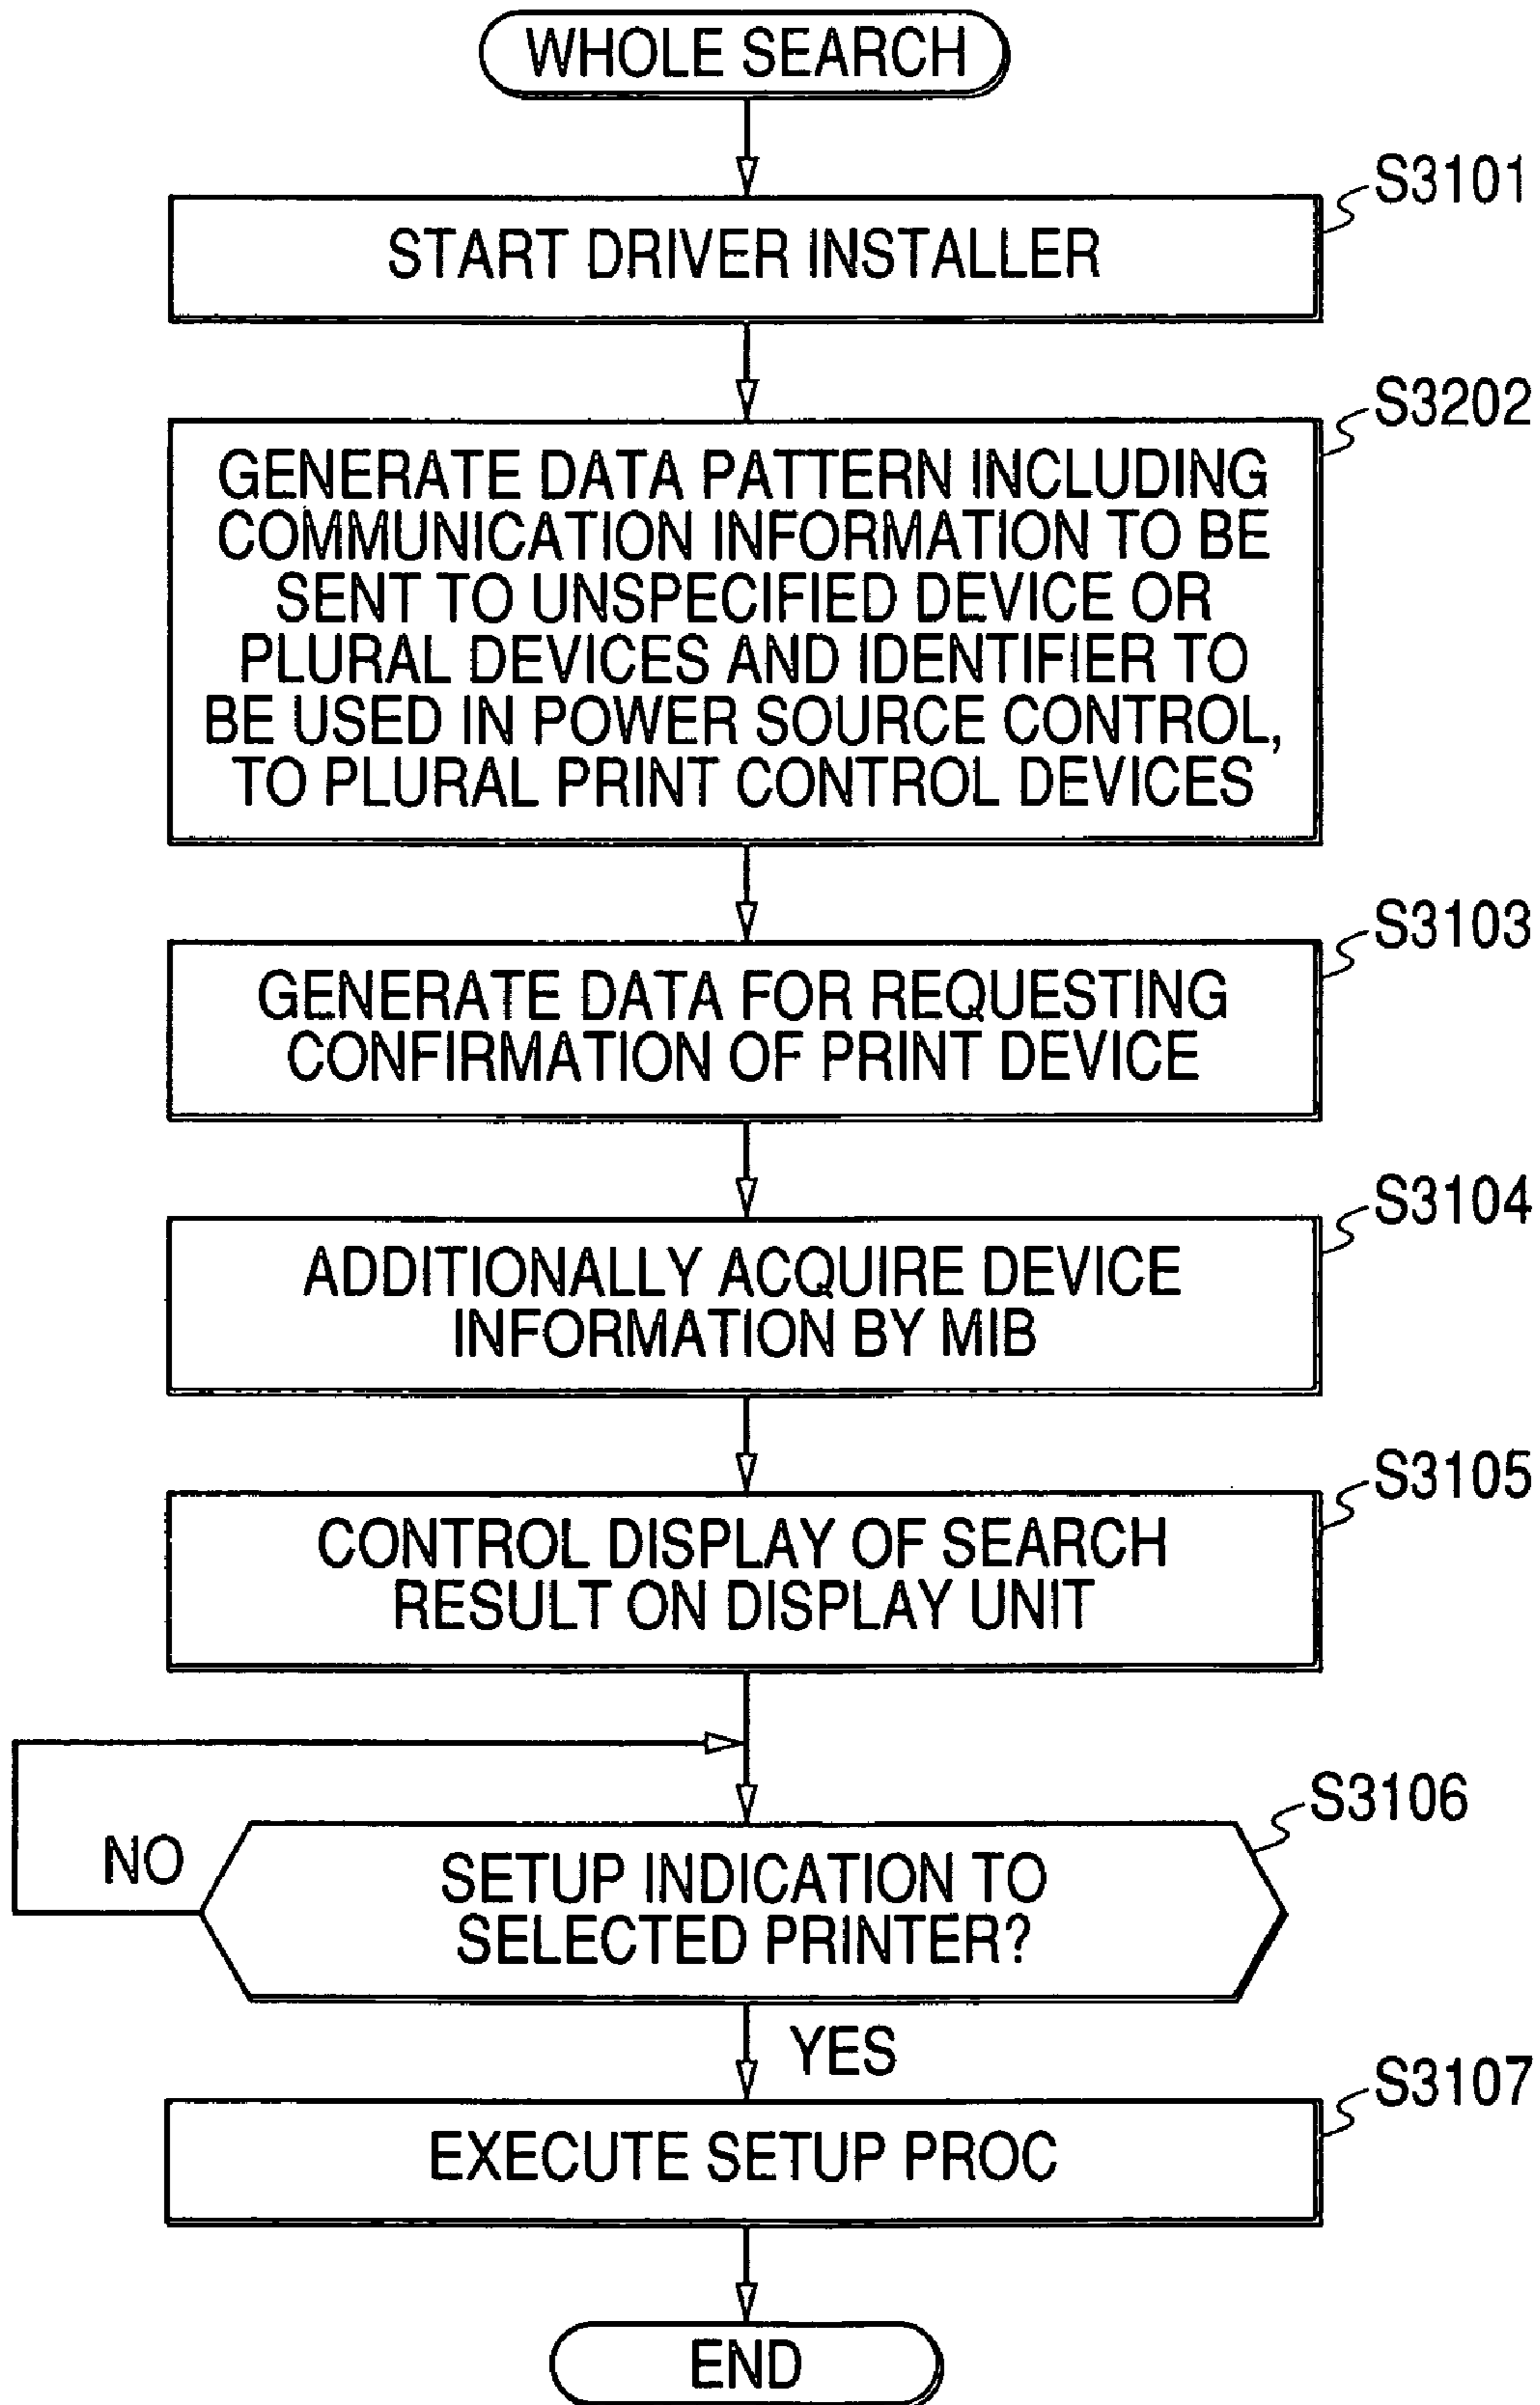 WHOLE SEARCH
S3101
START DRIVER INSTALLER
S3202
GENERATE DATA PATTERN INCLUDING
COMMUNICATION INFORMATION TO BE
SENT TO UNSPECIFIED DEVICE OR
PLURAL DEVICES AND IDENTIFIER TO
BE USED IN POWER SOURCE CONTROL,
TO PLURAL PRINT CONTROL DEVICES
S3103
GENERATE DATA FOR REQUESTING
CONFIRMATION OF PRINT DEVICE
S3104
ADDITIONALLY ACQUIRE DEVICE
INFORMATION BY MIB
S3105
CONTROL DISPLAY OF SEARCH
RESULT ON DISPLAY UNIT
S3106
NO
SETUP INDICATION TO
SELECTED PRINTER?
YES
S3107
EXECUTE SETUP PROC
END